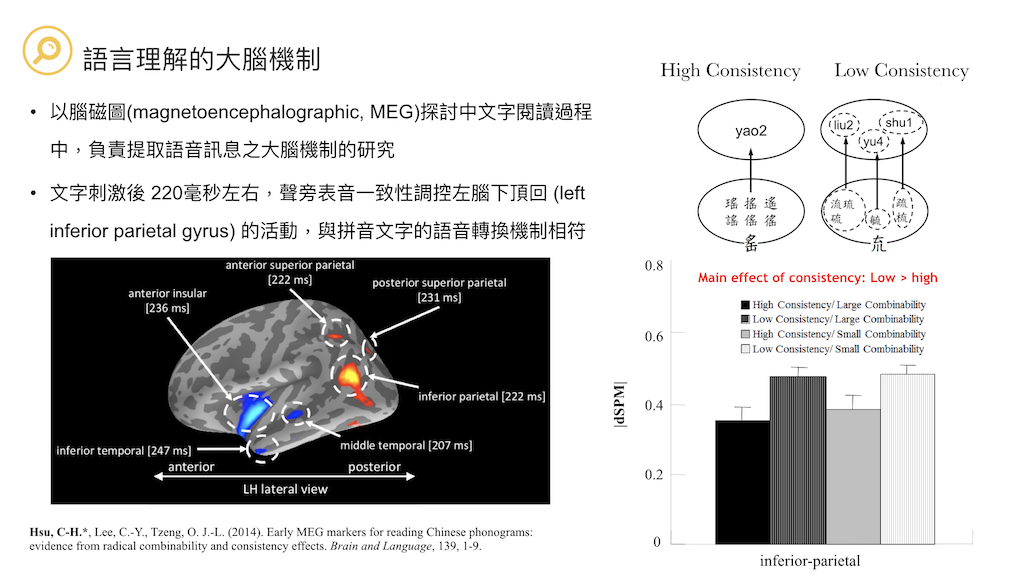 語言理解的大腦機制
• 以腦磁圖(magnetoencephalographic, MEG)探討中文字閱讀過程
中，負責提取語音訊息之大腦機制的研究
• 文字刺激後 220毫秒左右，聲旁表音一致性調控左腦下頂回 (left
inferior parietal gyrus) 的活動，與拼音文字的語音轉換機制相符
anterior superior parietal
[222 ms]
posterior superior parietal
[231 ms]
anterior insular
[236 ms]
inferior parietal [222 ms]
middle temporal [207 ms]
inferior temporal [247 ms]
anterior
posterior
LH lateral view
Hsu, C-H.*, Lee, C.-Y., Tzeng, O. J.-L. (2014). Early MEG markers for reading Chinese phonograms:
evidence from radical combinability and consistency effects. Brain and Language, 139, 1-9.
High Consistency
Low Consistency
yao2
liu2
yu4
shu1
瑤 搖 遙
謠 傜 徭
䍃
流琉
硫
毓
疏
梳
㐬
Main effect of consistency: Low > high
High Consistency/ Large Combinability
Low Consistency/ Large Combinability
High Consistency/ Small Combinability
Low Consistency/ Small Combinability
|dSPM|
0.8
0.6
0.4
0.2
0
inferior-parietal